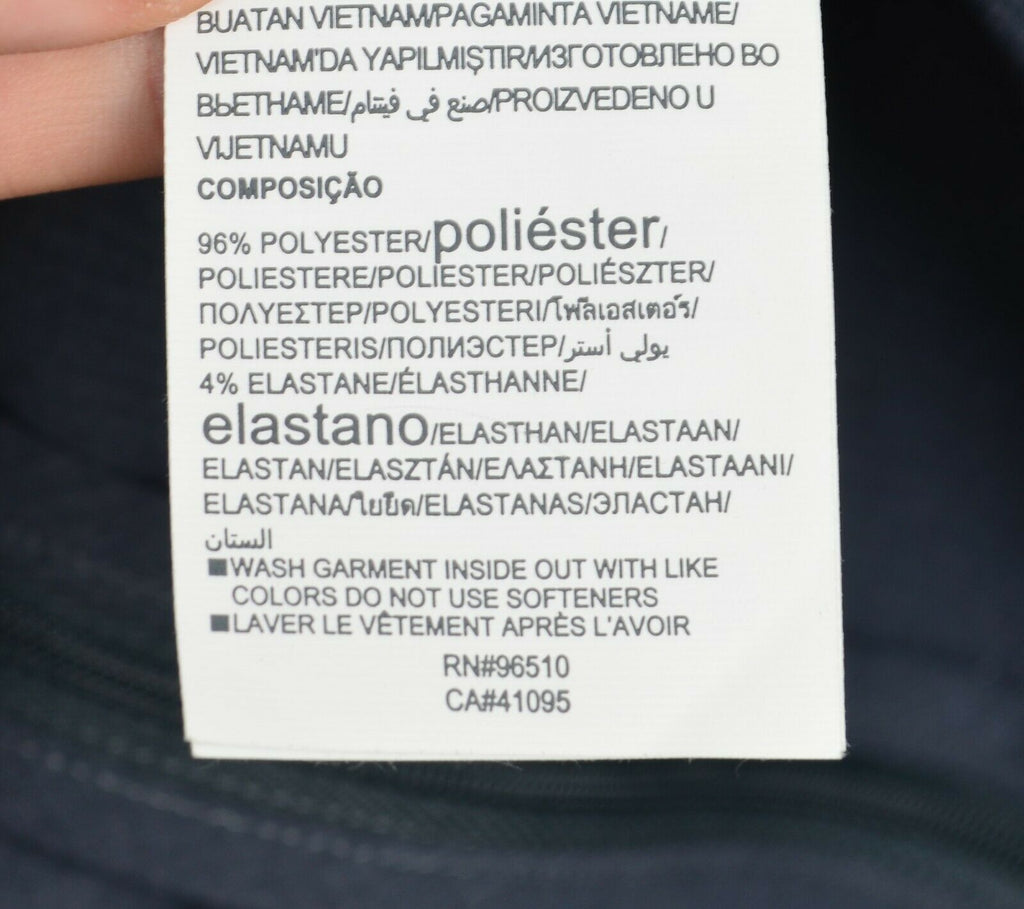 BUATAN VIETNAM/PAGAMINTA VIETNAME/
VIETNAM'DA YAPILMIŞTIR/ИЗГОТОВЛЕНО ВО
ВЬЕТНАМЕ/صنع في فيتنام/PROIZVEDENO U
VIJETNAMU
COMPOSIÇÃO
96% POLYESTER/poliéster/
POLIESTERE/POLIESTER/POLIÉSZTER/
ΠΟΛΥΕΣΤΕΡ/POLYESTERI/โพลีเอสเตอร์/
POLIESTERIS/ПОЛИЭСТЕР/يولي أستر
4% ELASTANE/ÉLASTHANNE/
elastano/ELASTHAN/ELASTAAN/
ELASTAN/ELASZTÁN/ΕΛΑΣΤΑΝΗ/ELASTAANI/
ELASTANA/ใยยืด/ELASTANAS/ЭЛАСТАН/
الستان
■WASH GARMENT INSIDE OUT WITH LIKE
COLORS DO NOT USE SOFTENERS
■LAVER LE VÊTEMENT APRÈS L'AVOIR
RN#96510
CA#41095